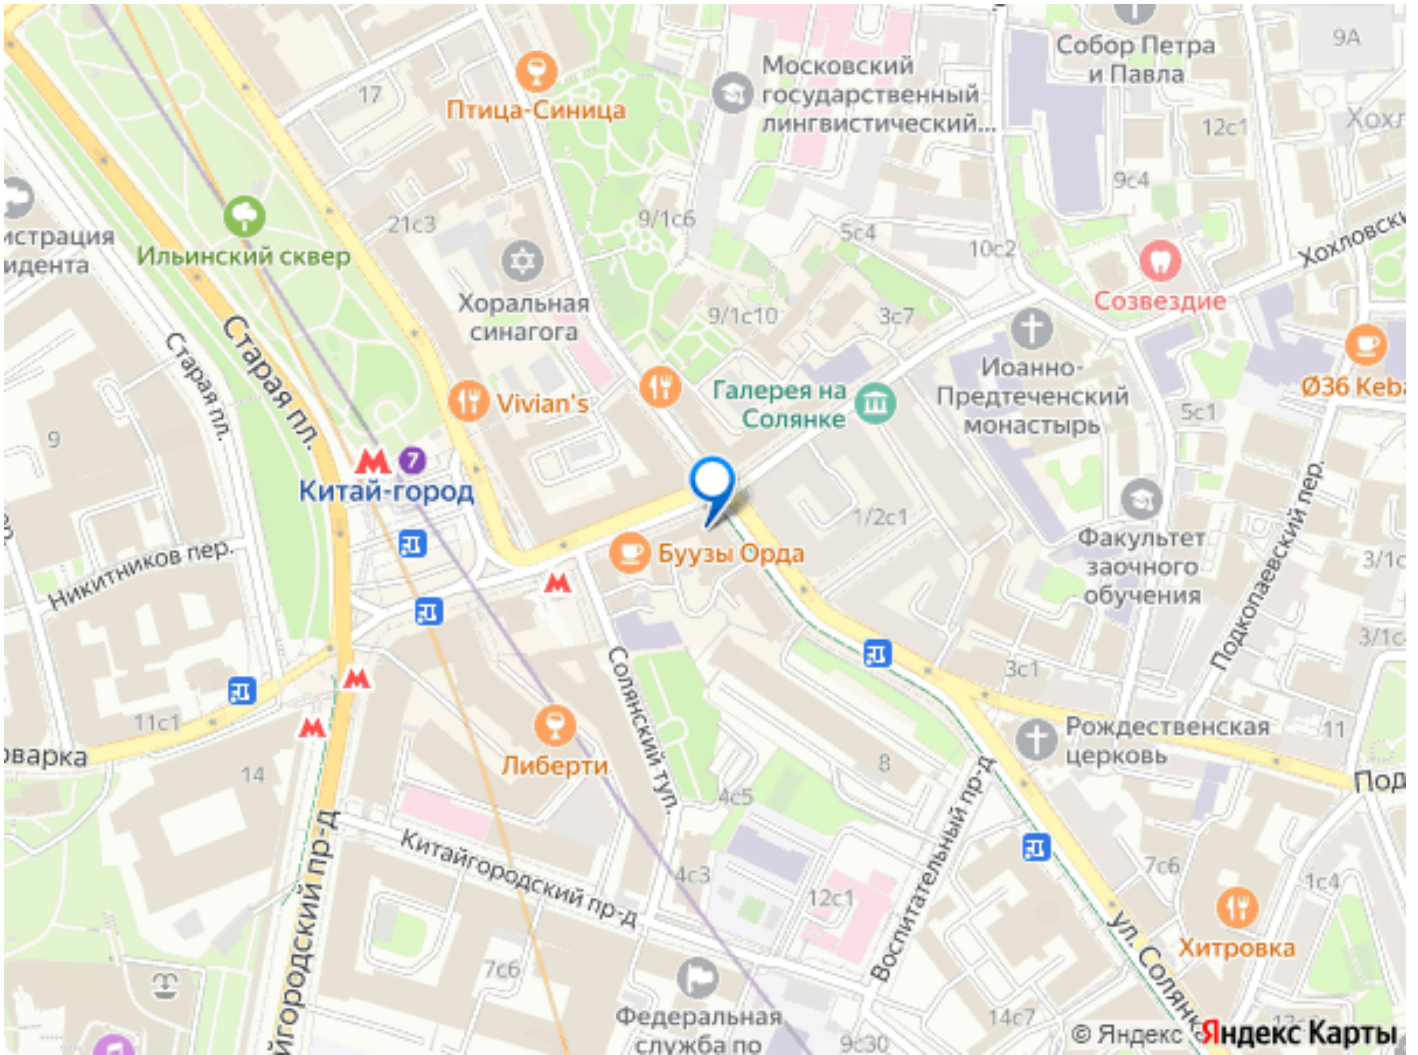 9А
Собор Петра
и Павла
Московский
государственный
лингвистический...
17
Птица-Синица
12с1
Хохл
9с4
истрация
идента
21с3
9/1с6
5с4
10с2
Хохловски
Ильинский сквер
Хоральная
синагога
9/1с10
3с7
Созвездие
Старая пл.
Старая пл.
Иоанно-
Предтеченский
монастырь
Ø36 Keba
Vivian's
Галерея на
Солянке
5с1
9
М
7
Китай-город
1/2с1
Факультет
заочного
обучения
Подкопаевский пер.
3/1с
Никитников пер.
Буузы Орда
М
3/1с4
Солянский туп.
3с1
М
11с1
М
Рождественская
церковь
11
оварка
14
Либерти
8
Под
4с5
Воспитательный пр-д
Китайгородский пр-д
йгородский пр-д
4с3
12с1
7с6
1с4
ул. Солянка
Хитровка
7с6
Федеральная
служба по
14с7
9с30
© Яндекс
Яндекс Карты